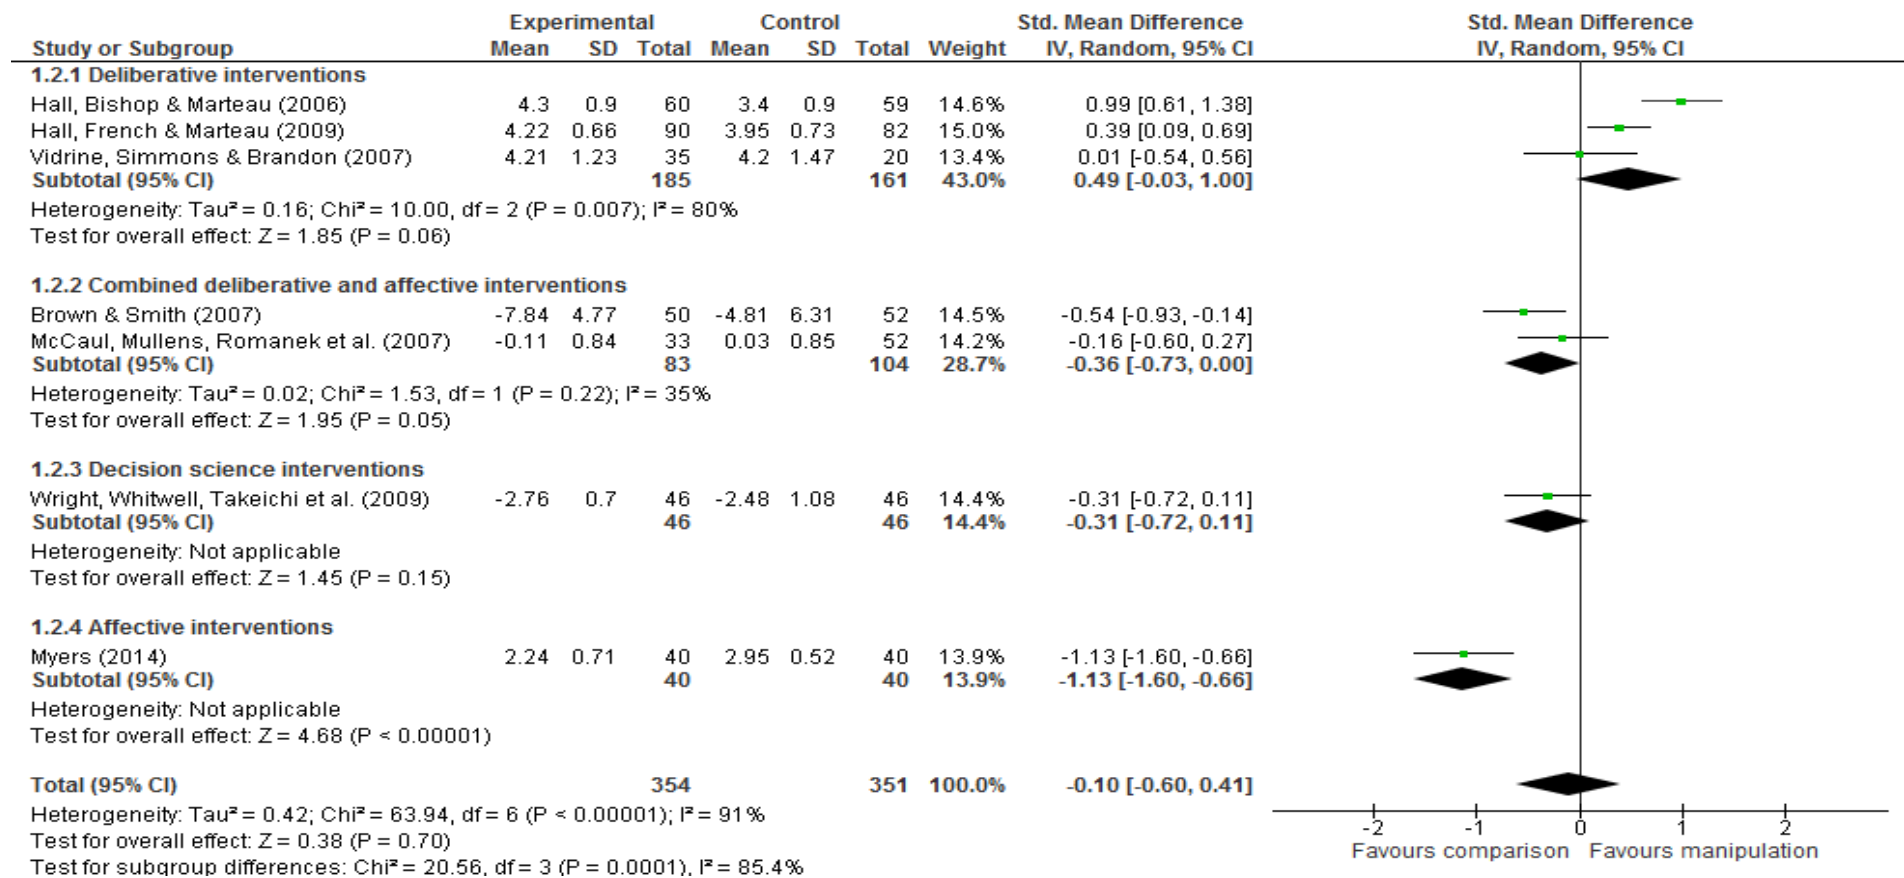 Experimental Control Std. Mean Difference Std. Mean Difference
Study or Subgroup Mean SD Total Mean SD Total Weight IV, Random, 95% CI IV, Random, 95% CI
1.2.1 Deliberative interventions
Hall, Bishop & Marteau (2006) 4.3 0.9 60 3.4 0.9 59 14.6% 0.99 [0.61, 1.38]
Hall, French & Marteau (2009) 4.22 0.66 90 3.95 0.73 82 15.0% 0.39 [0.09, 0.69]
Vidrine, Simmons & Brandon (2007) 4.21 1.23 35 4.2 1.47 20 13.4% 0.01 [-0.54, 0.56]
Subtotal (95% CI) 185 161 43.0% 0.49 [-0.03, 1.00]
Heterogeneity: Tau² = 0.16; Chi² = 10.00, df = 2 (P = 0.007); I² = 80%
Test for overall effect: Z = 1.85 (P = 0.06)
1.2.2 Combined deliberative and affective interventions
Brown & Smith (2007) -7.84 4.77 50 -4.81 6.31 52 14.5% -0.54 [-0.93, -0.14]
McCaul, Mullens, Romanek et al. (2007) -0.11 0.84 33 0.03 0.85 52 14.2% -0.16 [-0.60, 0.27]
Subtotal (95% CI) 83 104 28.7% -0.36 [-0.73, 0.00]
Heterogeneity: Tau² = 0.02; Chi² = 1.53, df = 1 (P = 0.22); I² = 35%
Test for overall effect: Z = 1.95 (P = 0.05)
1.2.3 Decision science interventions
Wright, Whitwell, Takeichi et al. (2009) -2.76 0.7 46 -2.48 1.08 46 14.4% -0.31 [-0.72, 0.11]
Subtotal (95% CI) 46 46 14.4% -0.31 [-0.72, 0.11]
Heterogeneity: Not applicable
Test for overall effect: Z = 1.45 (P = 0.15)
1.2.4 Affective interventions
Myers (2014) 2.24 0.71 40 2.95 0.52 40 13.9% -1.13 [-1.60, -0.66]
Subtotal (95% CI) 40 40 13.9% -1.13 [-1.60, -0.66]
Heterogeneity: Not applicable
Test for overall effect: Z = 4.68 (P < 0.00001)
Total (95% CI) 354 351 100.0% -0.10 [-0.60, 0.41]
Heterogeneity: Tau² = 0.42; Chi² = 63.94, df = 6 (P < 0.00001); I² = 91%
Test for overall effect: Z = 0.38 (P = 0.70)
Test for subgroup differences: Chi² = 20.56, df = 3 (P = 0.0001), I² = 85.4%
-2 -1 0 1 2
Favours comparison Favours manipulation